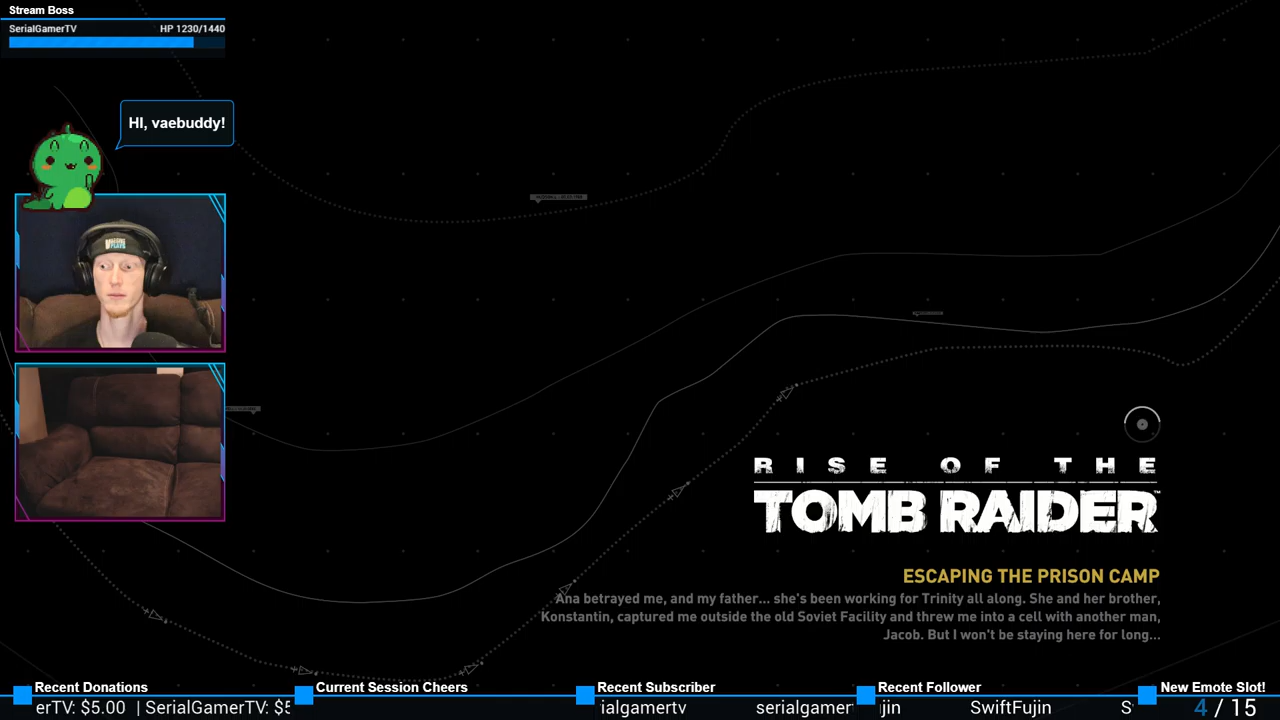 Stream Boss
SerialGamerTV HP 1230/1440
HI, vaebuddy!
RISE OF THE
TOMB RAIDER™
ESCAPING THE PRISON CAMP
Ana betrayed me, and my father... she's been working for Trinity all along. She and her brother,
Konstantin, captured me outside the old Soviet Facility and threw me into a cell with another man,
Jacob. But I won't be staying here for long...
Recent Donations Current Session Cheers Recent Subscriber Recent Follower New Emote Slot!
erTV: $5.00 | SerialGamerTV: $5 ialgamertv serialgamer jin SwiftFujin S 4 / 15